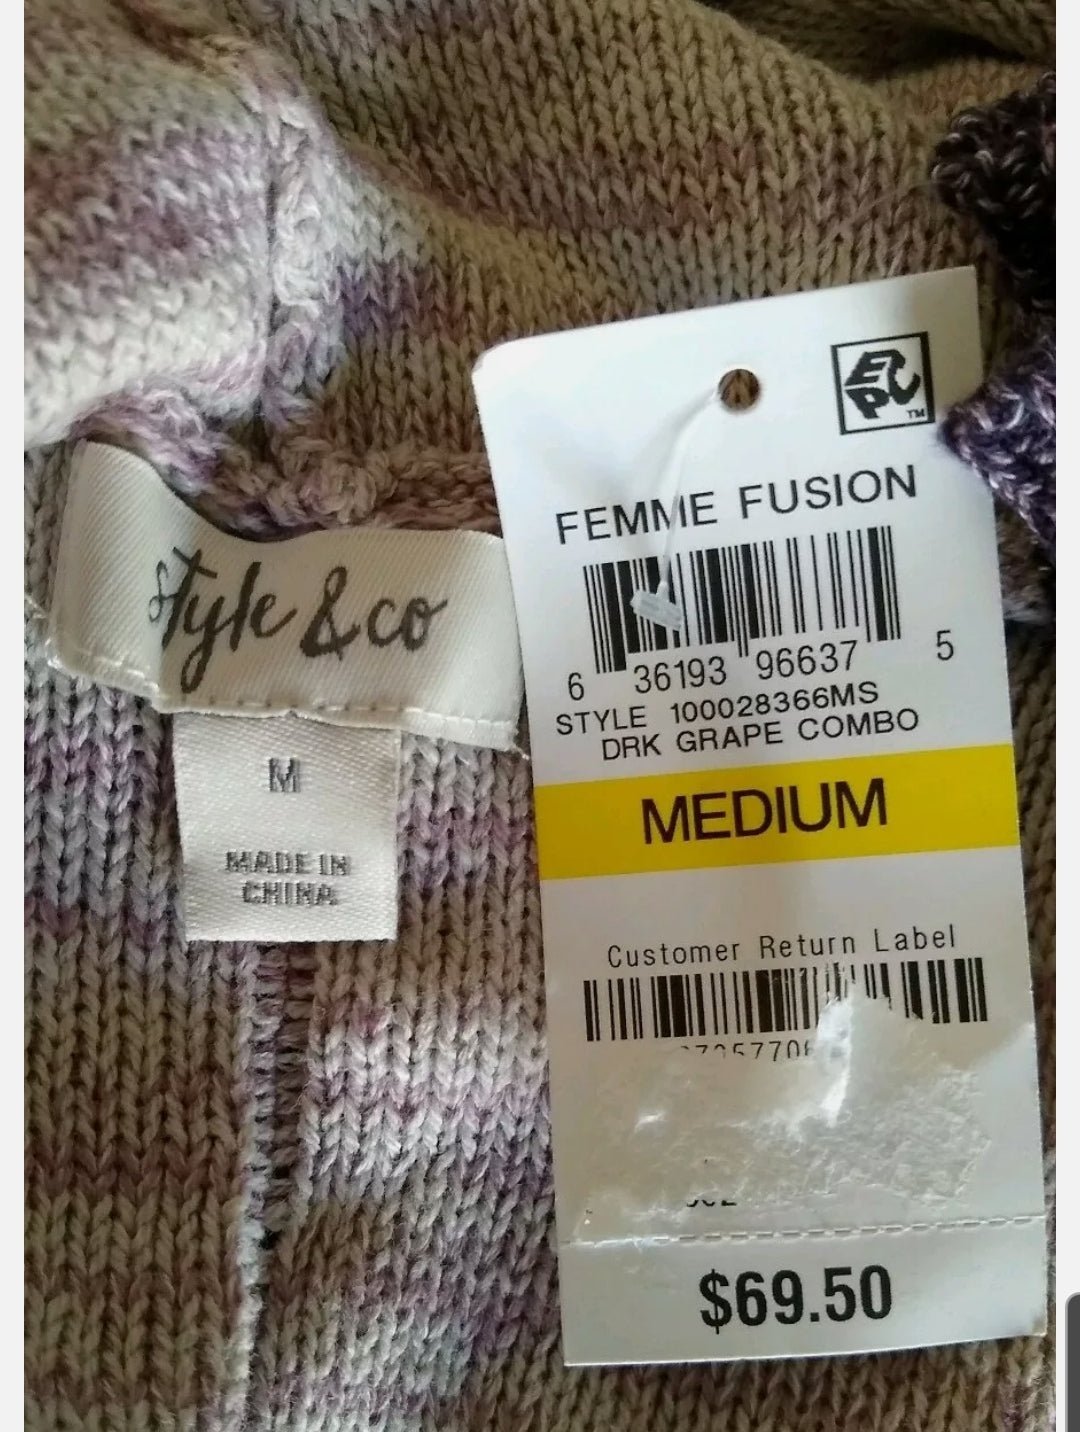 style & co
M
MADE IN
CHINA
EPC
TM
FEMME FUSION
6 36193 96637 5
STYLE 100028366MS
DRK GRAPE COMBO
MEDIUM
Customer Return Label
$69.50